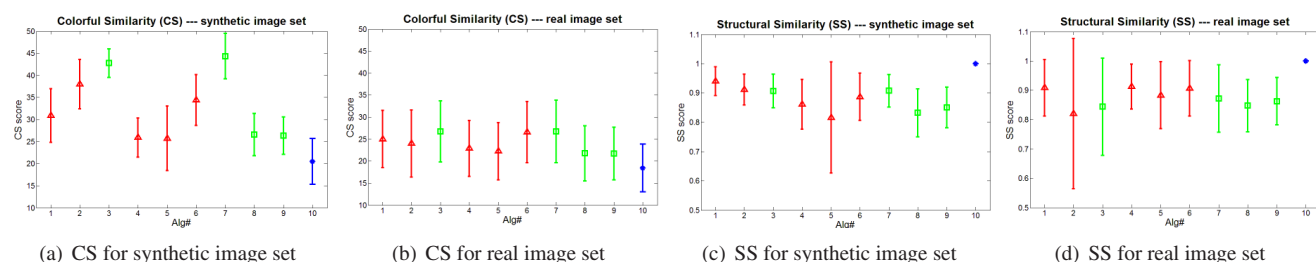 Colorful Similarity (CS) --- synthetic image set
50
45
40
35
30
25
20
15
10
CS score
1 2 3 4 5 6 7 8 9 10
Alg#
(a) CS for synthetic image set
Colorful Similarity (CS) --- real image set
50
45
40
35
30
25
20
15
10
CS score
1 2 3 4 5 6 7 8 9 10
Alg#
(b) CS for real image set
Structural Similarity (SS) --- synthetic image set
1.1
1
0.9
0.8
0.7
0.6
0.5
SS score
1 2 3 4 5 6 7 8 9 10
Alg#
(c) SS for synthetic image set
Structural Similarity (SS) --- real image set
1.1
1
0.9
0.8
0.7
0.6
0.5
SS score
1 2 3 4 5 6 7 8 9 10
Alg#
(d) SS for real image set